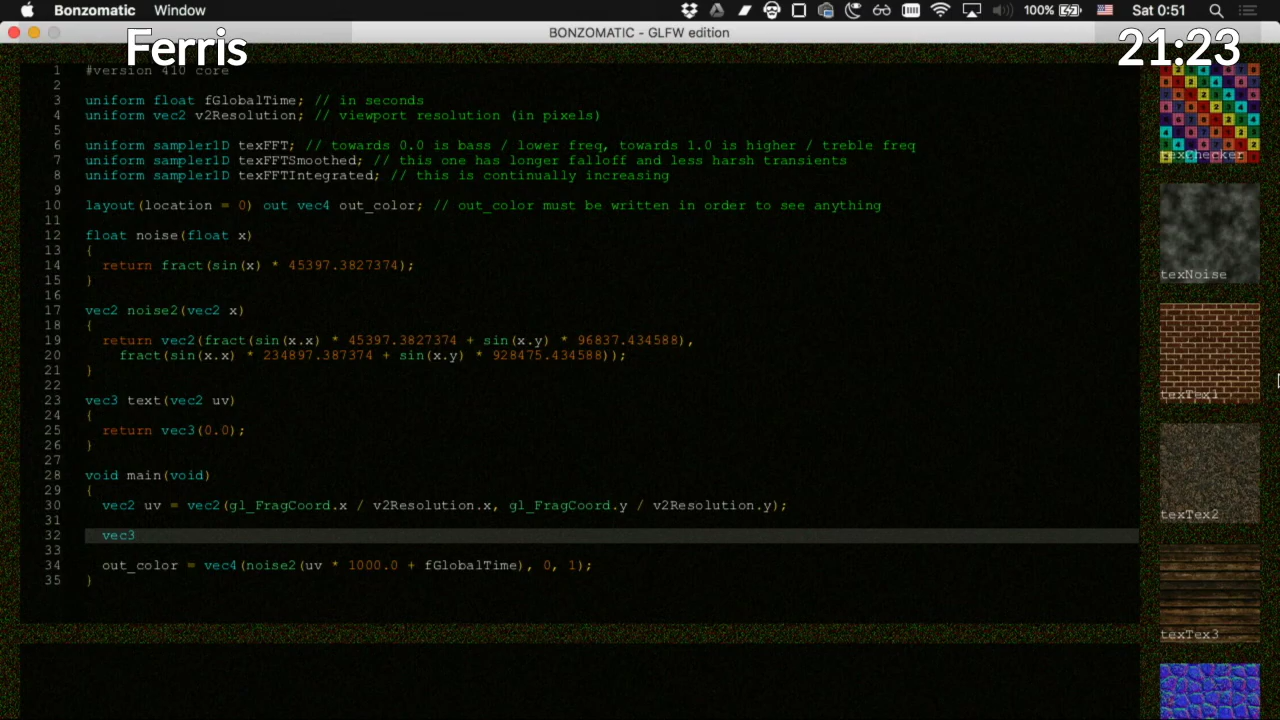 Bonzomatic Window 100% Sat 0:51
BONZOMATIC - GLFW edition
Ferris 21:23
1 #version 410 core
2
3 uniform float fGlobalTime; // in seconds
4 uniform vec2 v2Resolution; // viewport resolution (in pixels)
5
6 uniform sampler1D texFFT; // towards 0.0 is bass / lower freq, towards 1.0 is higher / treble freq
7 uniform sampler1D texFFTSmoothed; // this one has longer falloff and less harsh transients
8 uniform sampler1D texFFTIntegrated; // this is continually increasing
9
10 layout(location = 0) out vec4 out_color; // out_color must be written in order to see anything
11
12 float noise(float x)
13 {
14 return fract(sin(x) * 45397.3827374);
15 }
16
17 vec2 noise2(vec2 x)
18 {
19 return vec2(fract(sin(x.x) * 45397.3827374 + sin(x.y) * 96837.434588),
20 fract(sin(x.x) * 234897.387374 + sin(x.y) * 928475.434588));
21 }
22
23 vec3 text(vec2 uv)
24 {
25 return vec3(0.0);
26 }
27
28 void main(void)
29 {
30 vec2 uv = vec2(gl_FragCoord.x / v2Resolution.x, gl_FragCoord.y / v2Resolution.y);
31
32 vec3
33
34 out_color = vec4(noise2(uv * 1000.0 + fGlobalTime), 0, 1);
35 }
texChecker
texNoise
texTex1
texTex2
texTex3